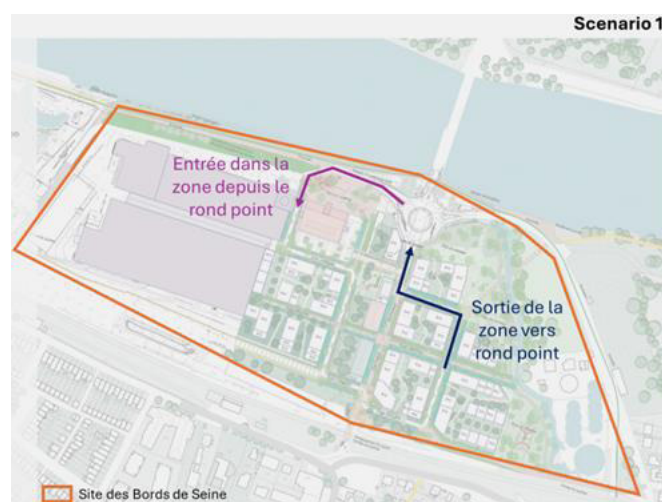 Scenario 1
Entrée dans la
zone depuis le
rond point
Sortie de la
zone vers
rond point
Site des Bords de Seine